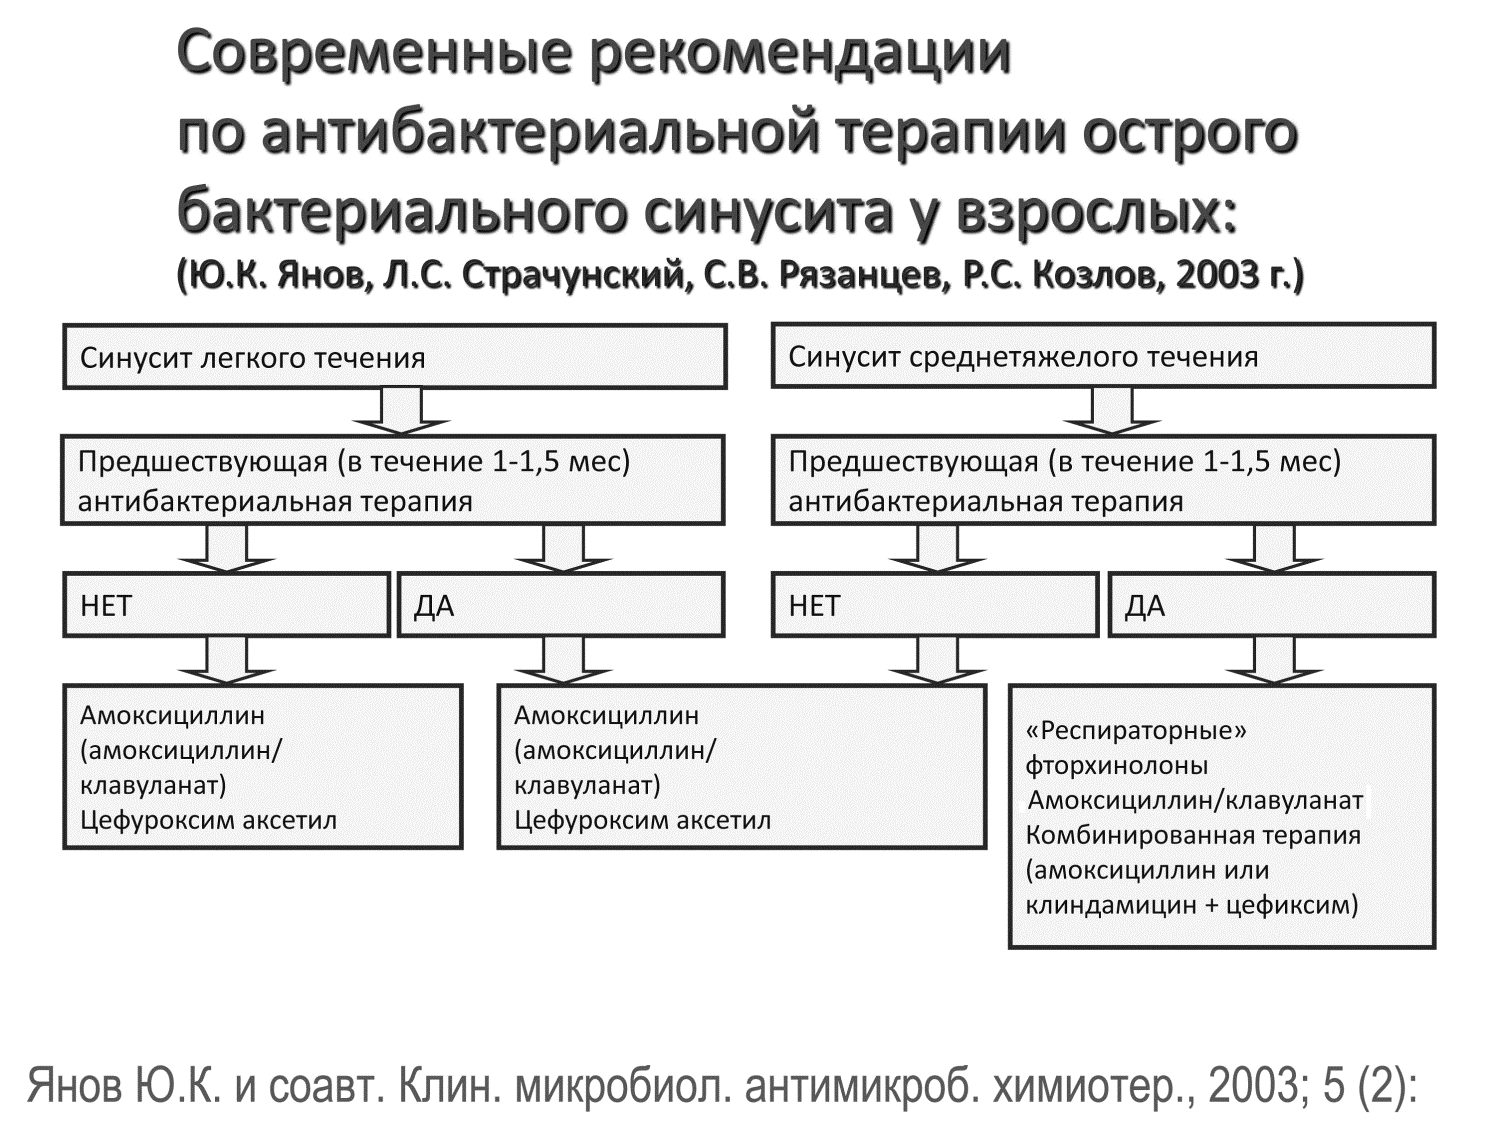 Современные рекомендации
по антибактериальной терапии острого
бактериального синусита у взрослых:
(Ю.К. Янов, Л.С. Страчунский, С.В. Рязанцев, Р.С. Козлов, 2003 г.)
Синусит легкого течения
Синусит среднетяжелого течения
Предшествующая (в течение 1-1,5 мес)
антибактериальная терапия
Предшествующая (в течение 1-1,5 мес)
антибактериальная терапия
НЕТ
ДА
НЕТ
ДА
Амоксициллин
(амоксициллин/
клавуланат)
Цефуроксим аксетил
Амоксициллин
(амоксициллин/
клавуланат)
Цефуроксим аксетил
«Респираторные»
фторхинолоны
Амоксициллин/клавуланат
Комбинированная терапия
(амоксициллин или
клиндамицин + цефиксим)
Янов Ю.К. и соавт. Клин. микробиол. антимикроб. химиотер., 2003; 5 (2):